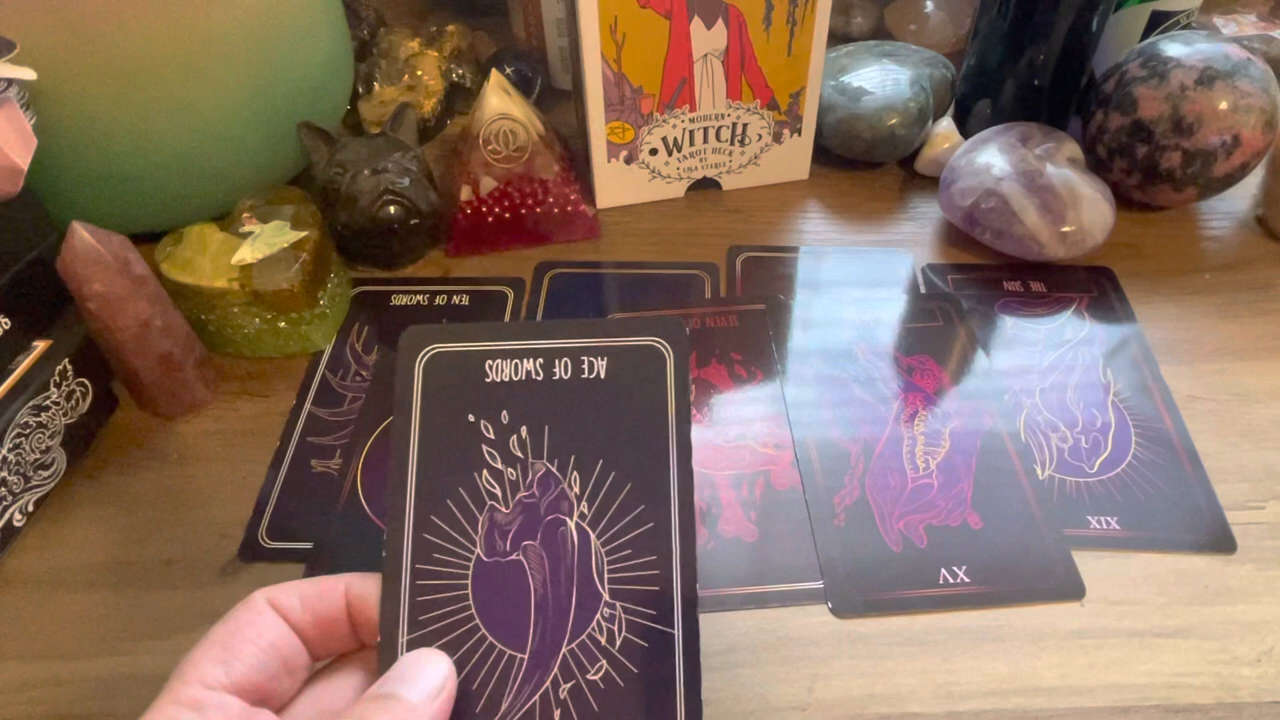 MODERN
WITCH
TAROT DECK
BY
LISA STERLE
TEN OF SWORDS
SEVEN OF
THE SUN
ACE OF SWORDS
XIX
XV